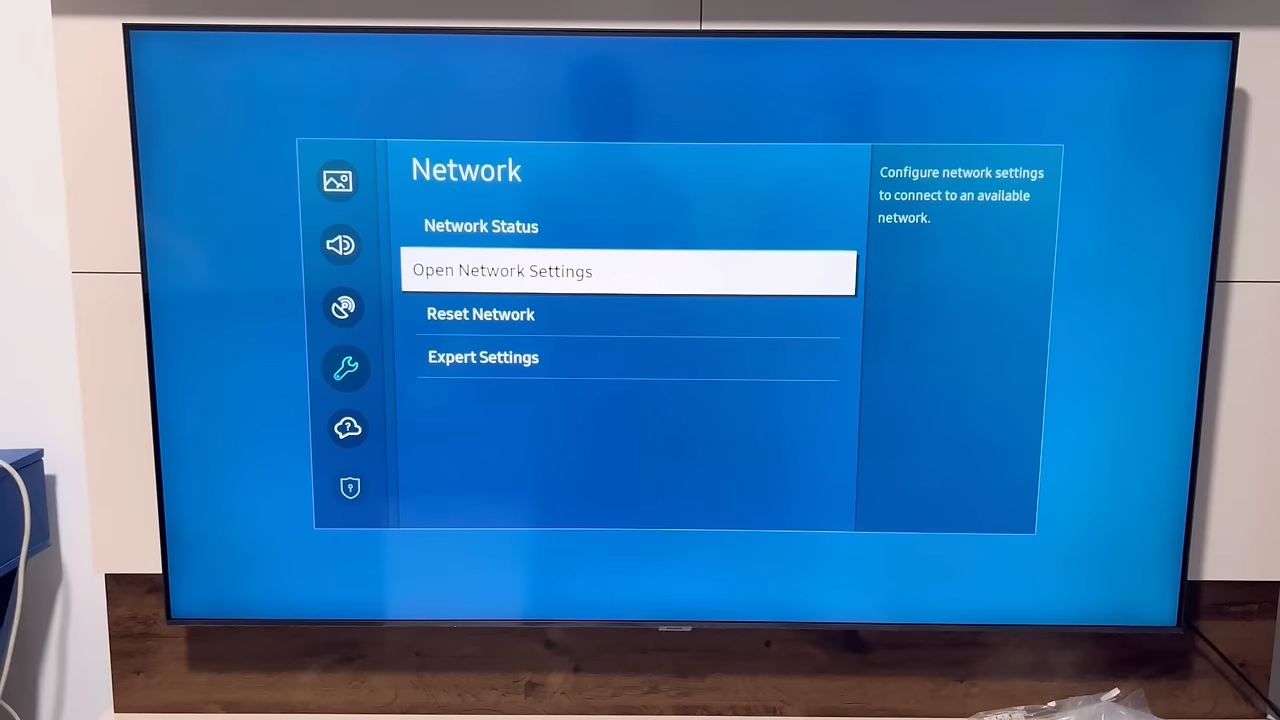 Network
Network Status
Open Network Settings
Reset Network
Expert Settings
Configure network settings
to connect to an available
network.